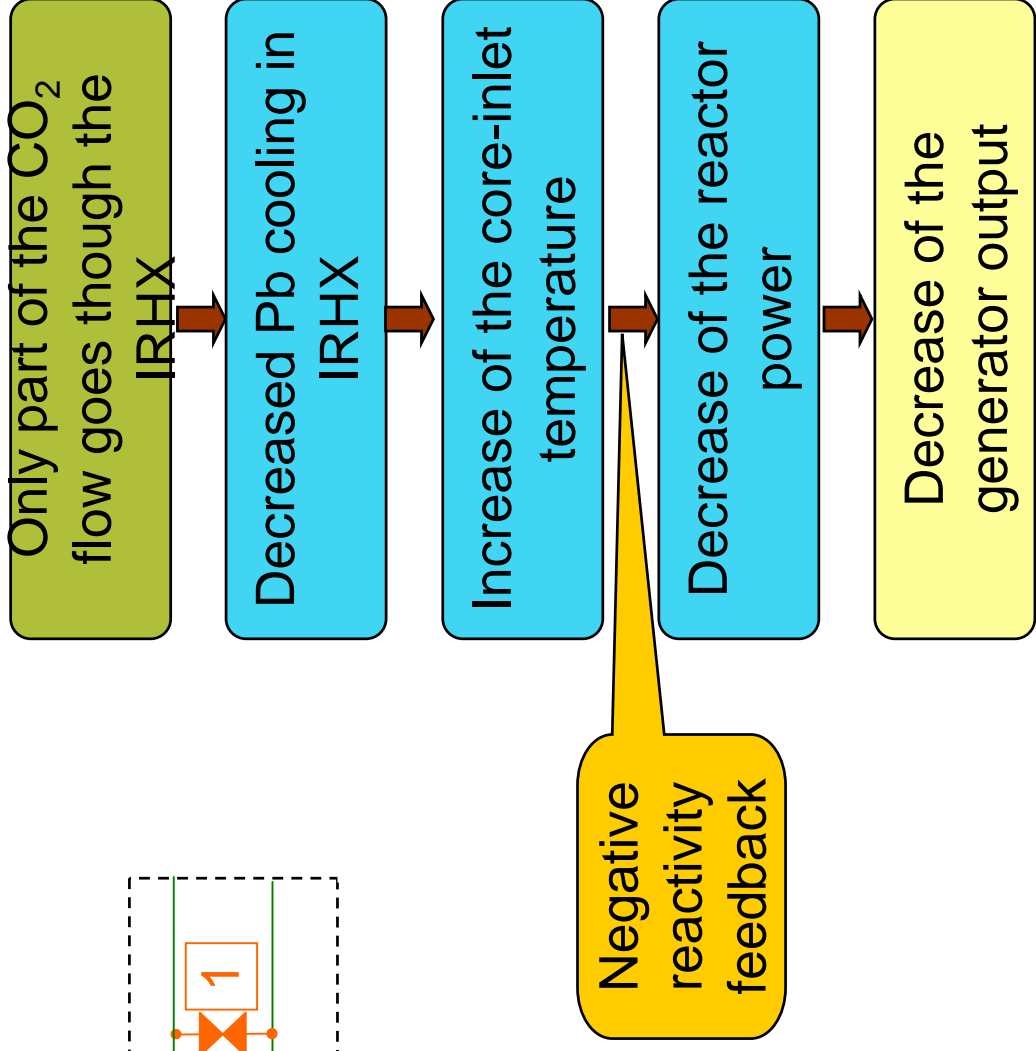 Only part of the CO2
flow goes though the
IRHX
Decreased Pb cooling in
IRHX
Increase of the core-inlet
temperature
Decrease of the reactor
power
Decrease of the
generator output
Negative
reactivity
feedback
1